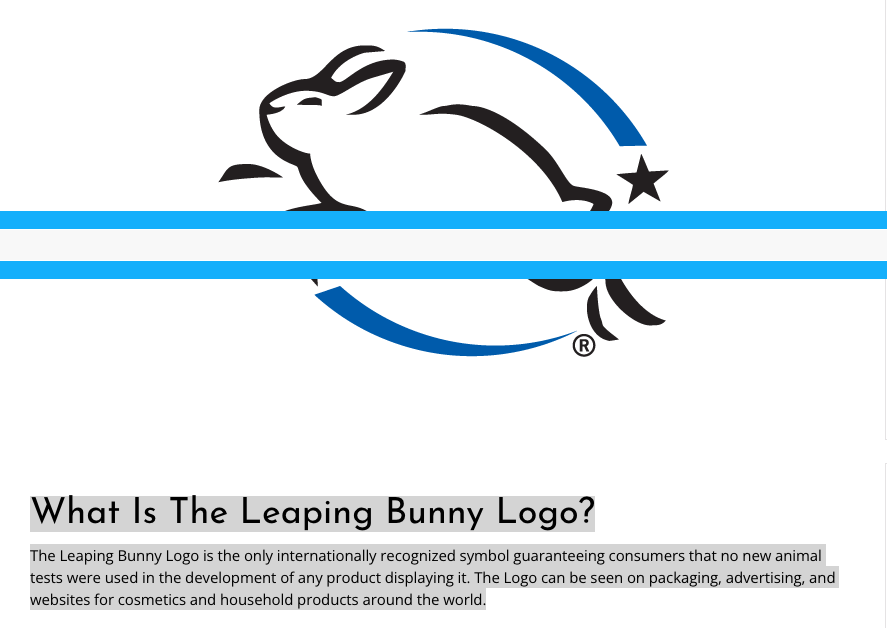 ®
What Is The Leaping Bunny Logo?
The Leaping Bunny Logo is the only internationally recognized symbol guaranteeing consumers that no new animal
tests were used in the development of any product displaying it. The Logo can be seen on packaging, advertising, and
websites for cosmetics and household products around the world.